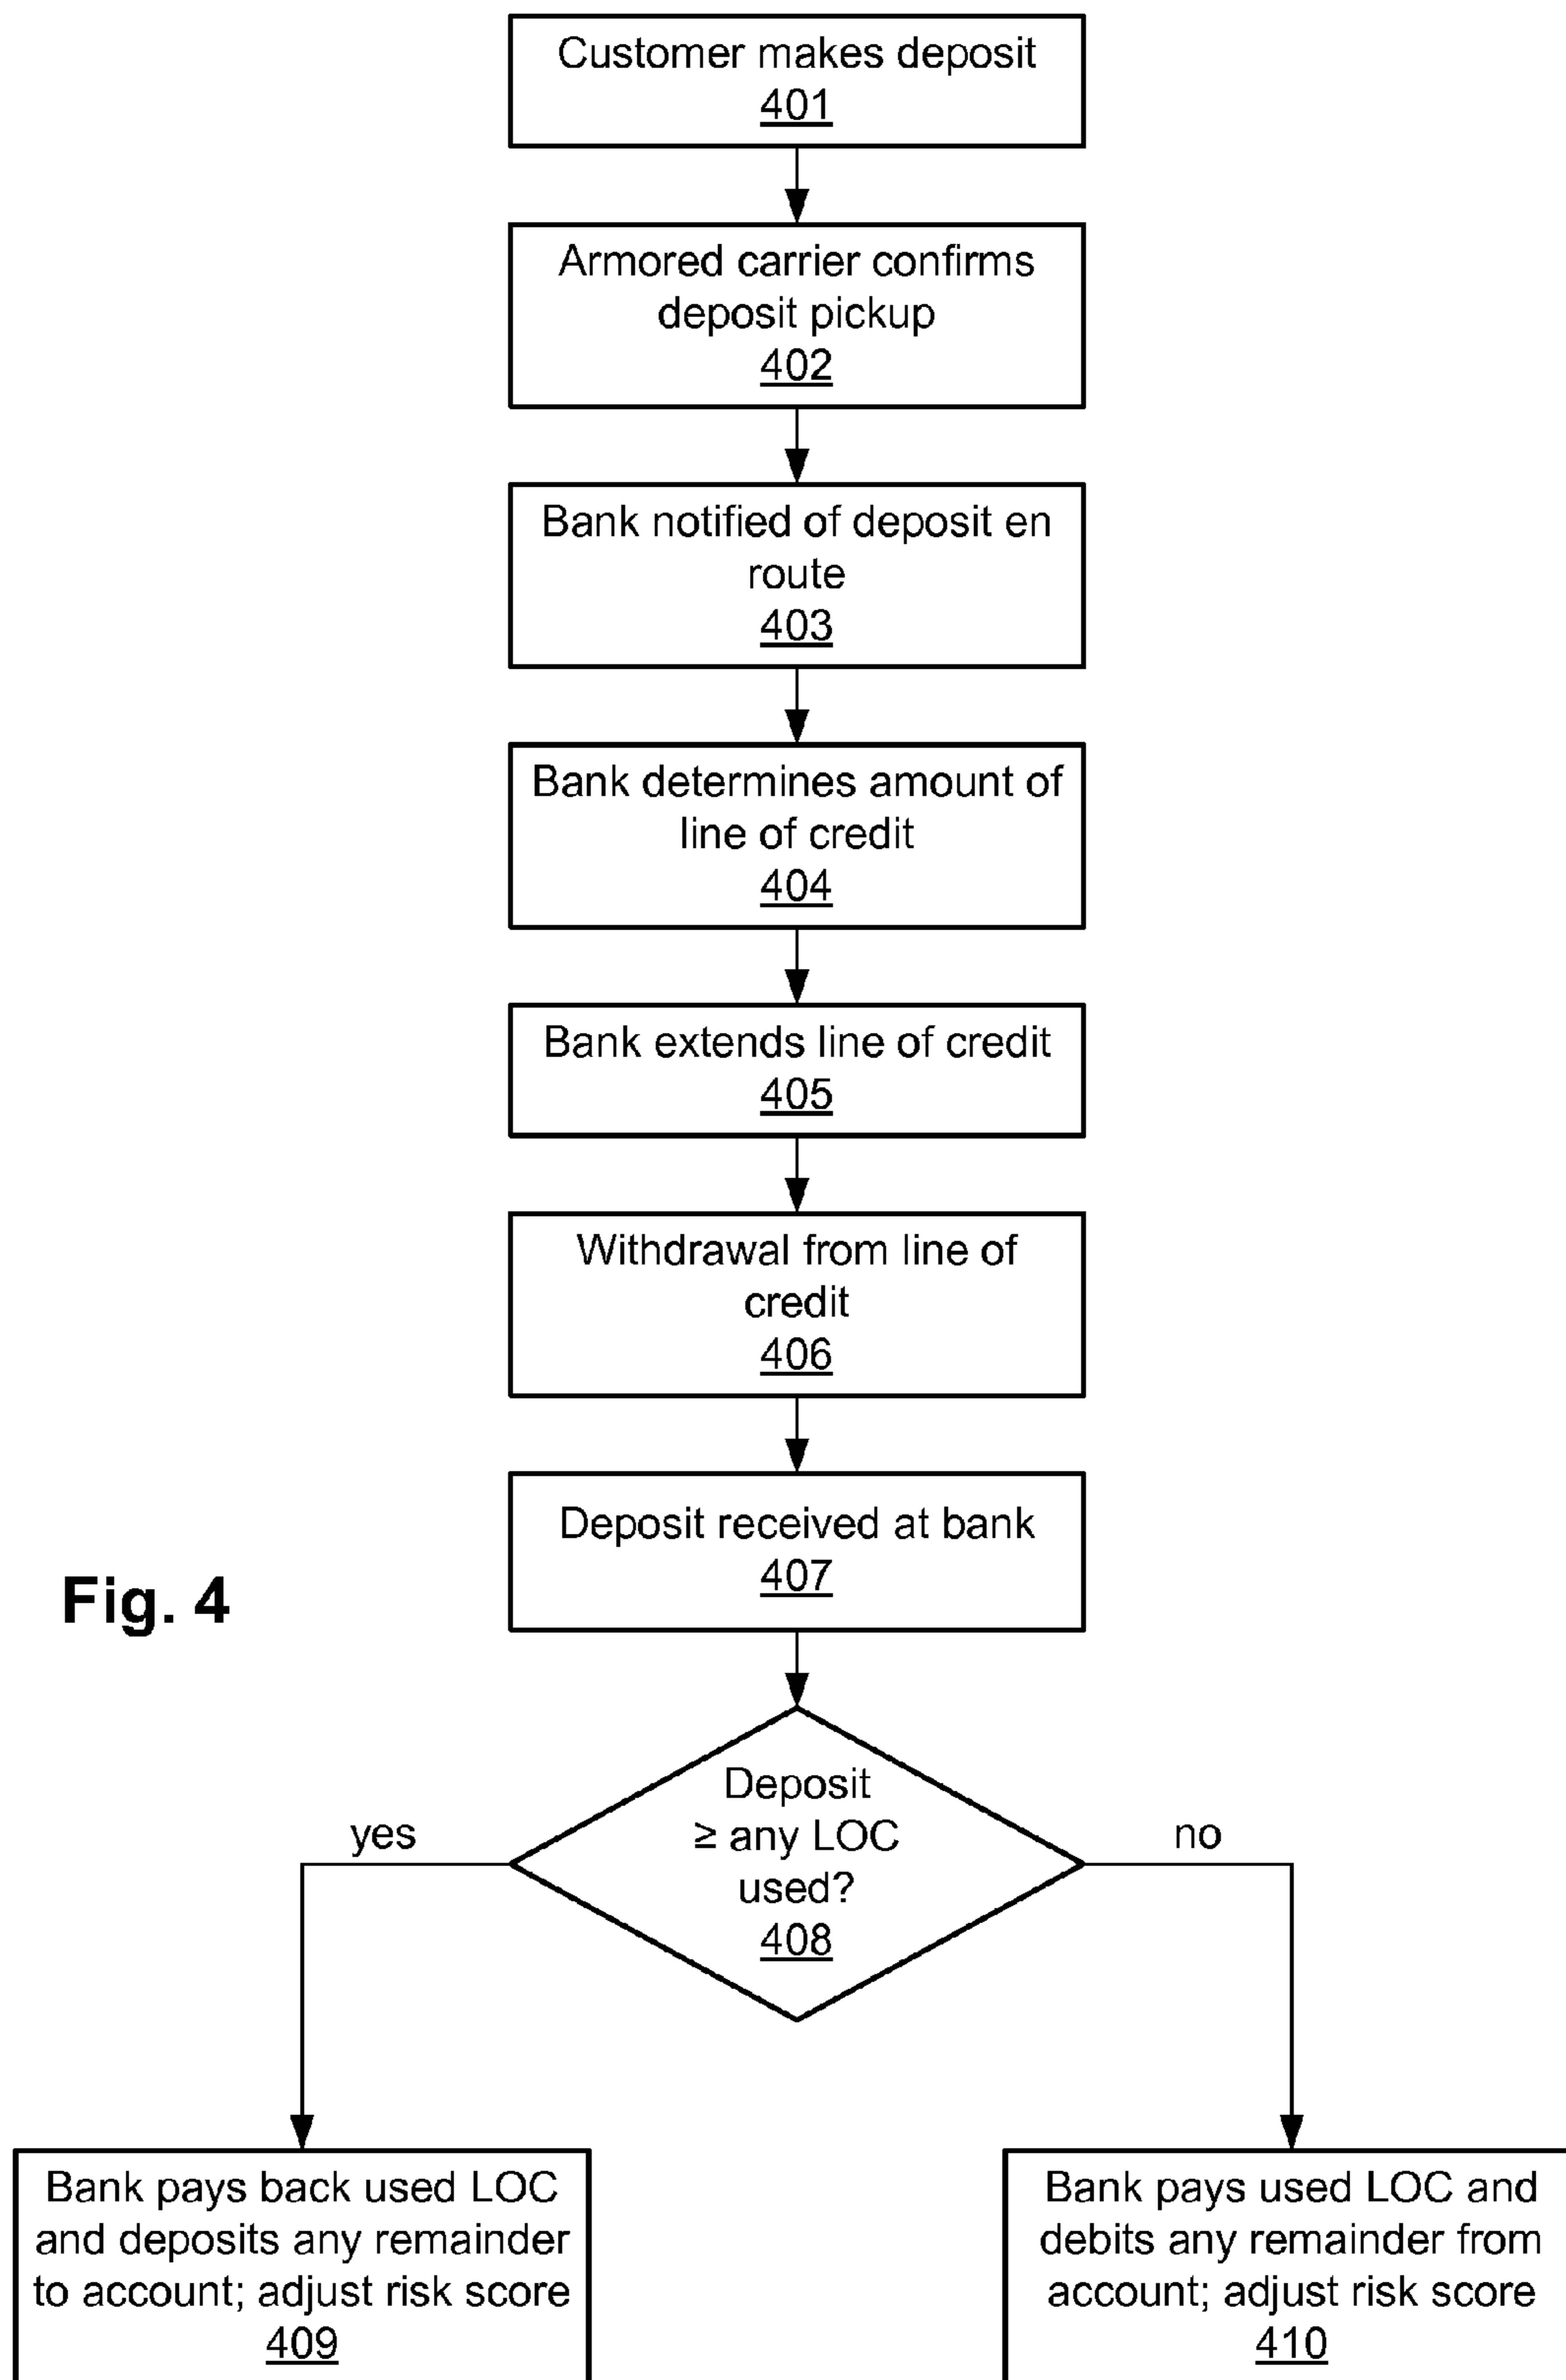 Customer makes deposit
401
Armored carrier confirms
deposit pickup
402
Bank notified of deposit en
route
403
Bank determines amount of
line of credit
404
Bank extends line of credit
405
Withdrawal from line of
credit
406
Deposit received at bank
407
Fig. 4
Deposit
≥ any LOC
used?
408
yes
no
Bank pays back used LOC
and deposits any remainder
to account; adjust risk score
409
Bank pays used LOC and
debits any remainder from
account; adjust risk score
410